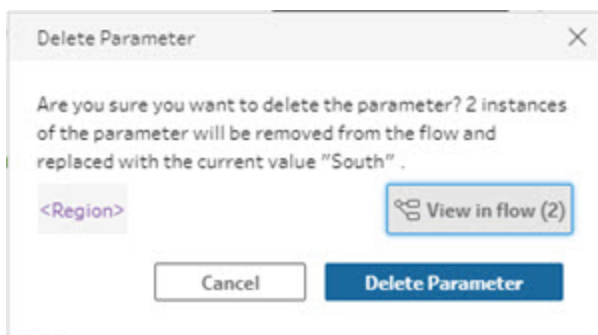 Delete Parameter
Are you sure you want to delete the parameter? 2 instances
of the parameter will be removed from the flow and
replaced with the current value "South" .
<Region>
View in flow (2)
Cancel
Delete Parameter